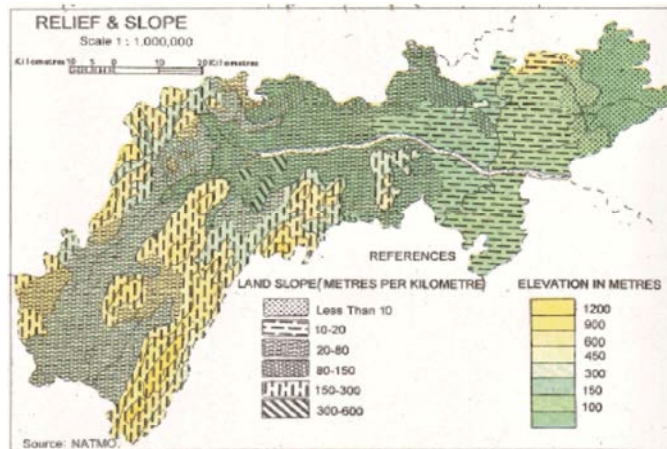 RELIEF & SLOPE
Scale 1 : 1,000,000
Kilometres 10 5 0 10 20 Kilometres
REFERENCES
LAND SLOPE(METRES PER KILOMETRE)
Less Than 10
10-20
20-80
80-150
150-300
300-600
ELEVATION IN METRES
1200
900
600
450
300
150
100
Source: NATMO.